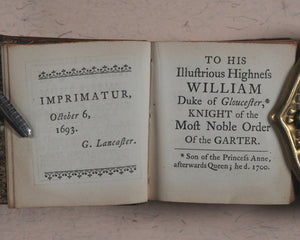 IMPRIMATUR,
October 6,
1693.
G. Lancaſter.
TO HIS
Illuſtrious Highneſs
WILLIAM
Duke of Gloceſter,*
KNIGHT of the
Moſt Noble Order
Of the GARTER.
* Son of the Princeſs Anne,
afterwards Queen; he d. 1700.